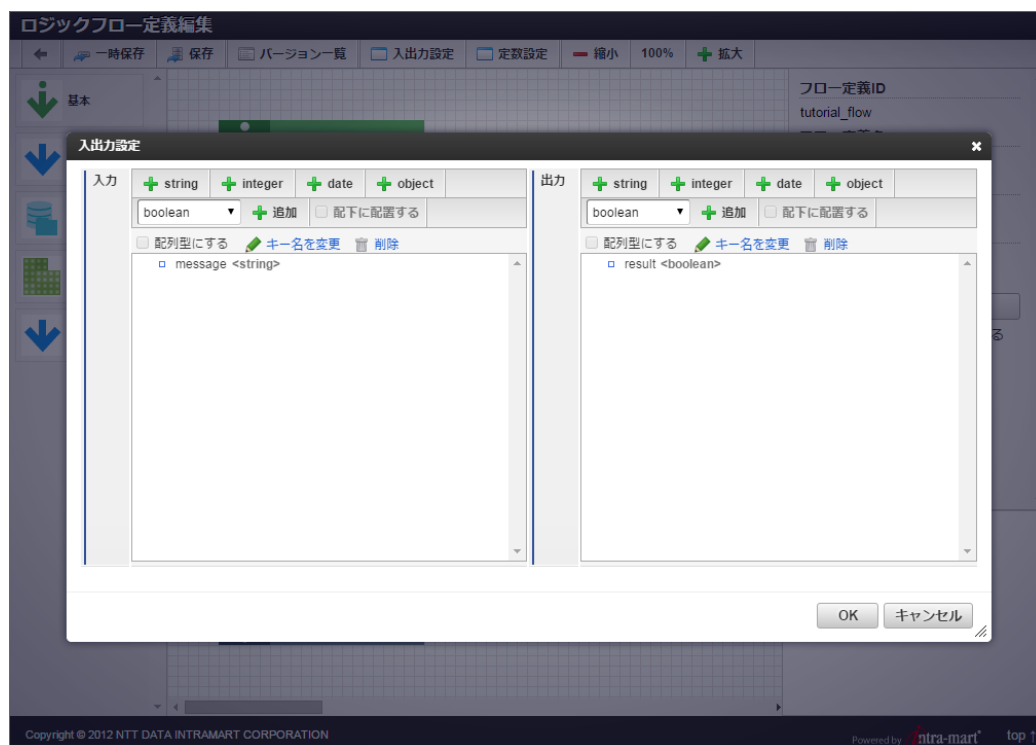 ロジックフロー定義編集
一時保存 保存 バージョン一覧 入出力設定 定数設定 縮小 100% 拡大
基本
フロー定義ID
tutorial_flow
入出力設定
入力 string integer date object
boolean 追加 配下に配置する
配列型にする キー名を変更 削除
message <string>
出力 string integer date object
boolean 追加 配下に配置する
配列型にする キー名を変更 削除
result <boolean>
る
OK キャンセル
Copyright © 2012 NTT DATA INTRAMART CORPORATION
Powered by intra-mart top